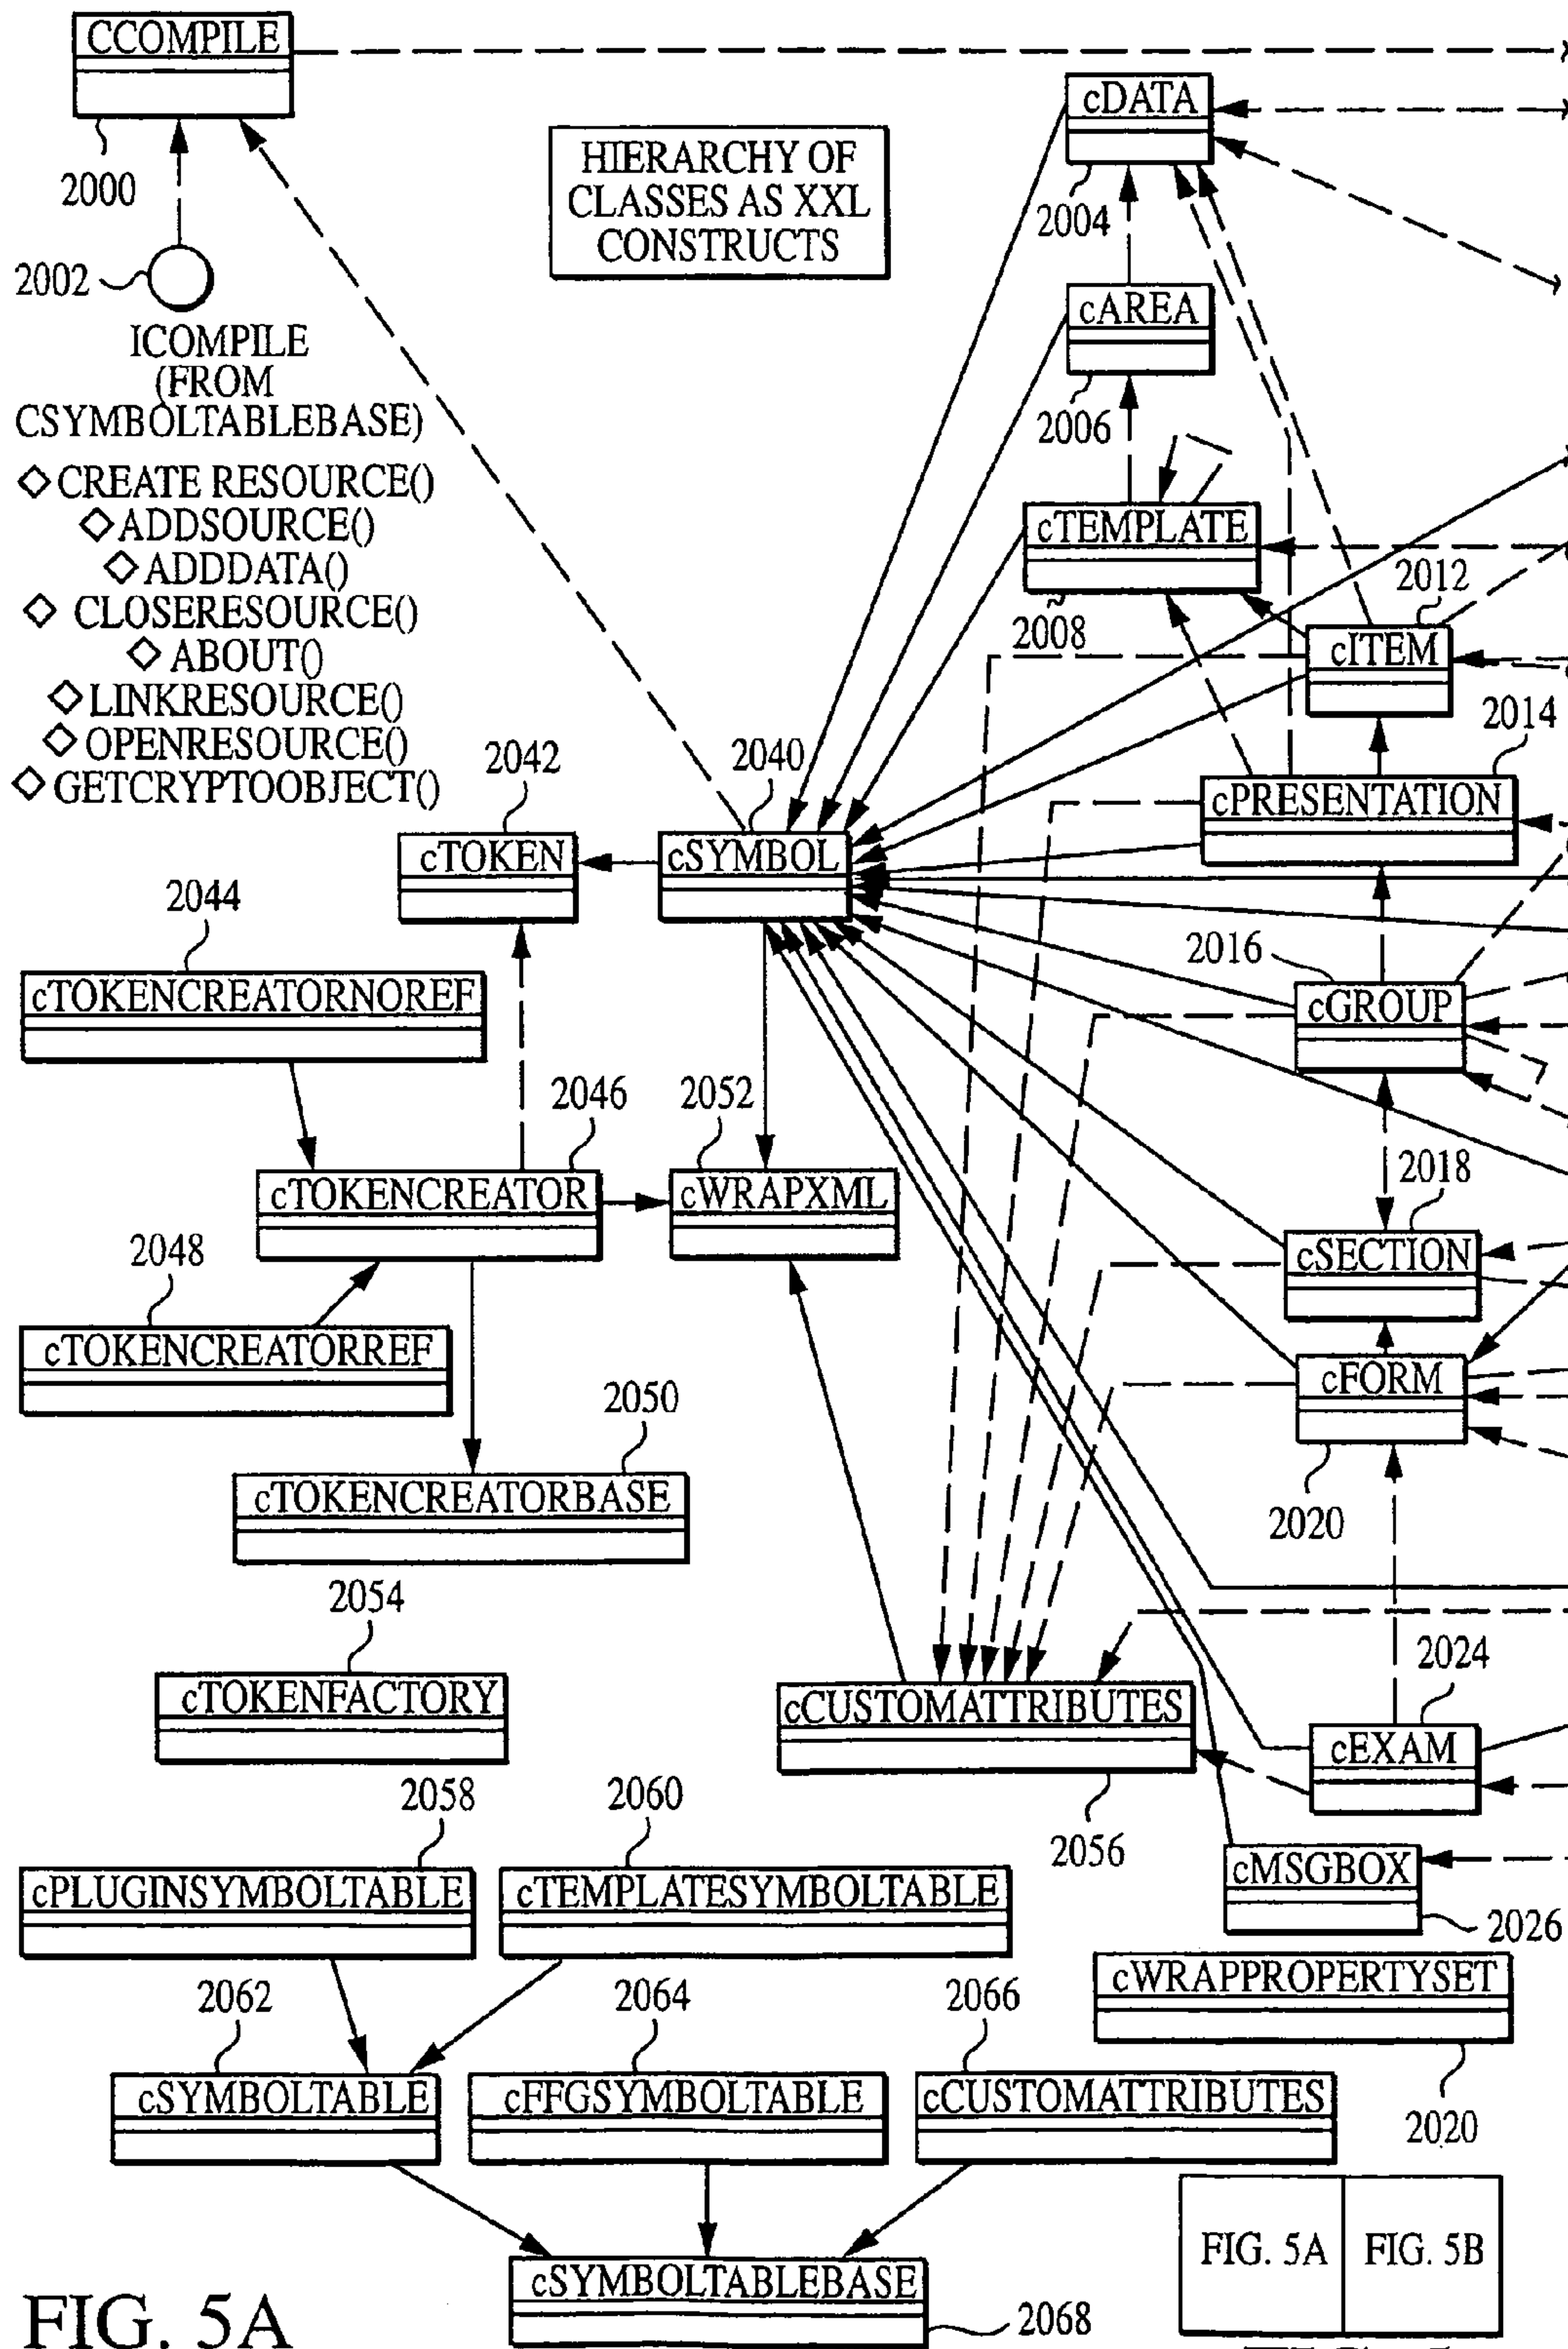 CCOMPILE
2000
2002
ICOMPILE
(FROM
CSYMBOLTABLEBASE)
◇ CREATE RESOURCE()
◇ ADDSOURCE()
◇ ADDDATA()
◇ CLOSERESOURCE()
◇ ABOUT()
◇ LINKRESOURCE()
◇ OPENRESOURCE()
◇ GETCRYPTOOBJECT()
HIERARCHY OF
CLASSES AS XXL
CONSTRUCTS
cDATA
2004
cAREA
2006
cTEMPLATE
2008
2012
cITEM
2014
cPRESENTATION
2042
cTOKEN
2040
cSYMBOL
2044
cTOKENCREATORNOREF
2016
cGROUP
2046
cTOKENCREATOR
2052
cWRAPXML
2018
cSECTION
2048
cTOKENCREATORREF
cFORM
2020
2050
cTOKENCREATORBASE
2054
cTOKENFACTORY
cCUSTOMATTRIBUTES
2056
2024
cEXAM
2058
cPLUGINSYMBOLTABLE
2060
cTEMPLATESYMBOLTABLE
cMSGBOX
2026
cWRAPPROPERTYSET
2020
2062
cSYMBOLTABLE
2064
cFFGSYMBOLTABLE
2066
cCUSTOMATTRIBUTES
cSYMBOLTABLEBASE
2068
FIG. 5A
FIG. 5B
FIG. 5A